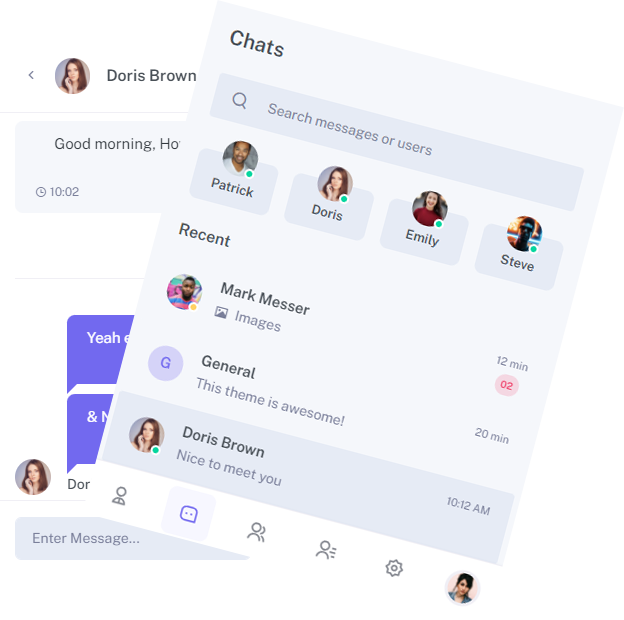 Doris Brown
Good morning, Ho
10:02
Yeah
& N
Dor
Enter Message...
Chats
Search messages or users
Patrick
Doris
Emily
Steve
Recent
Mark Messer
Images
12 min
02
G
General
This theme is awesome!
20 min
Doris Brown
Nice to meet you
10:12 AM